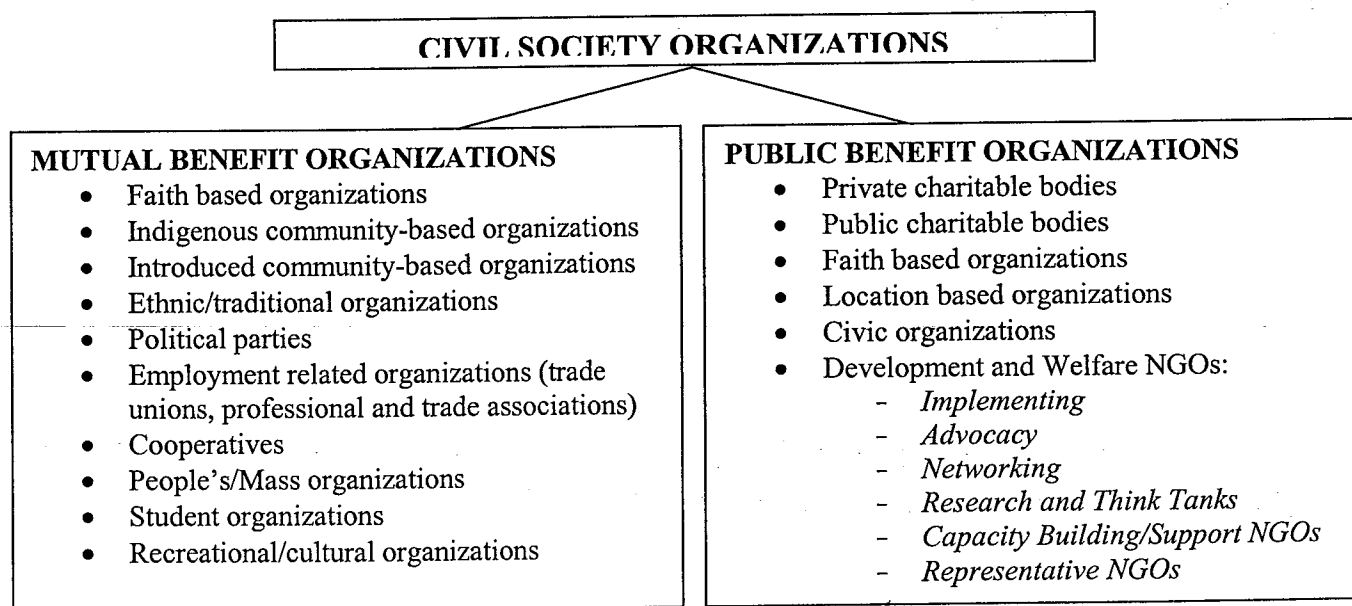 CIVIL SOCIETY ORGANIZATIONS
MUTUAL BENEFIT ORGANIZATIONS
• Faith based organizations
• Indigenous community-based organizations
• Introduced community-based organizations
• Ethnic/traditional organizations
• Political parties
• Employment related organizations (trade
unions, professional and trade associations)
• Cooperatives
• People's/Mass organizations
• Student organizations
• Recreational/cultural organizations
PUBLIC BENEFIT ORGANIZATIONS
• Private charitable bodies
• Public charitable bodies
• Faith based organizations
• Location based organizations
• Civic organizations
• Development and Welfare NGOs:
- Implementing
- Advocacy
- Networking
- Research and Think Tanks
- Capacity Building/Support NGOs
- Representative NGOs